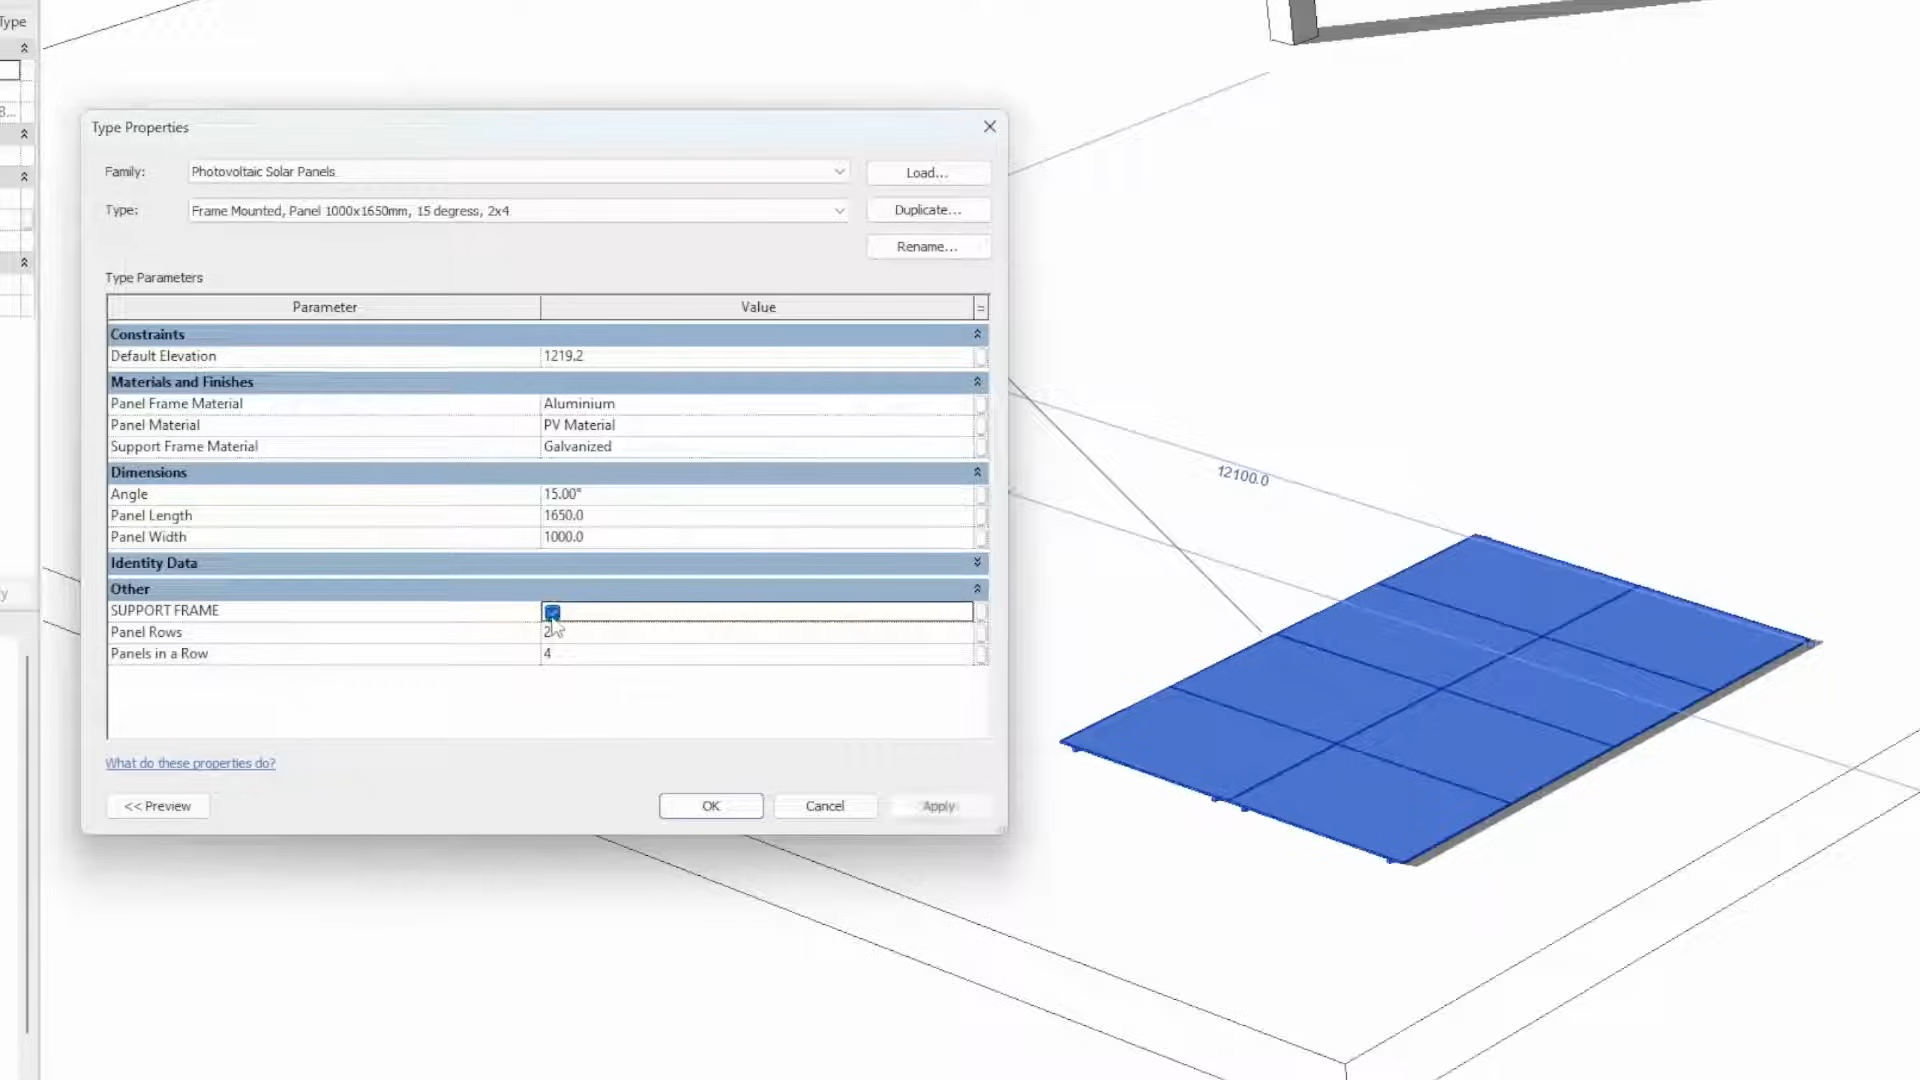 Type
8...
Type Properties
Family:
Photovoltaic Solar Panels
Load...
Type:
Frame Mounted, Panel 1000x1650mm, 15 degress, 2x4
Duplicate...
Rename...
Type Parameters
Parameter
Value
=
Constraints
Default Elevation
1219.2
Materials and Finishes
Panel Frame Material
Aluminium
Panel Material
PV Material
Support Frame Material
Galvanized
Dimensions
Angle
15.00°
Panel Length
1650.0
Panel Width
1000.0
Identity Data
Other
SUPPORT FRAME
Panel Rows
2
Panels in a Row
4
What do these properties do?
<< Preview
OK
Cancel
Apply
12100.0